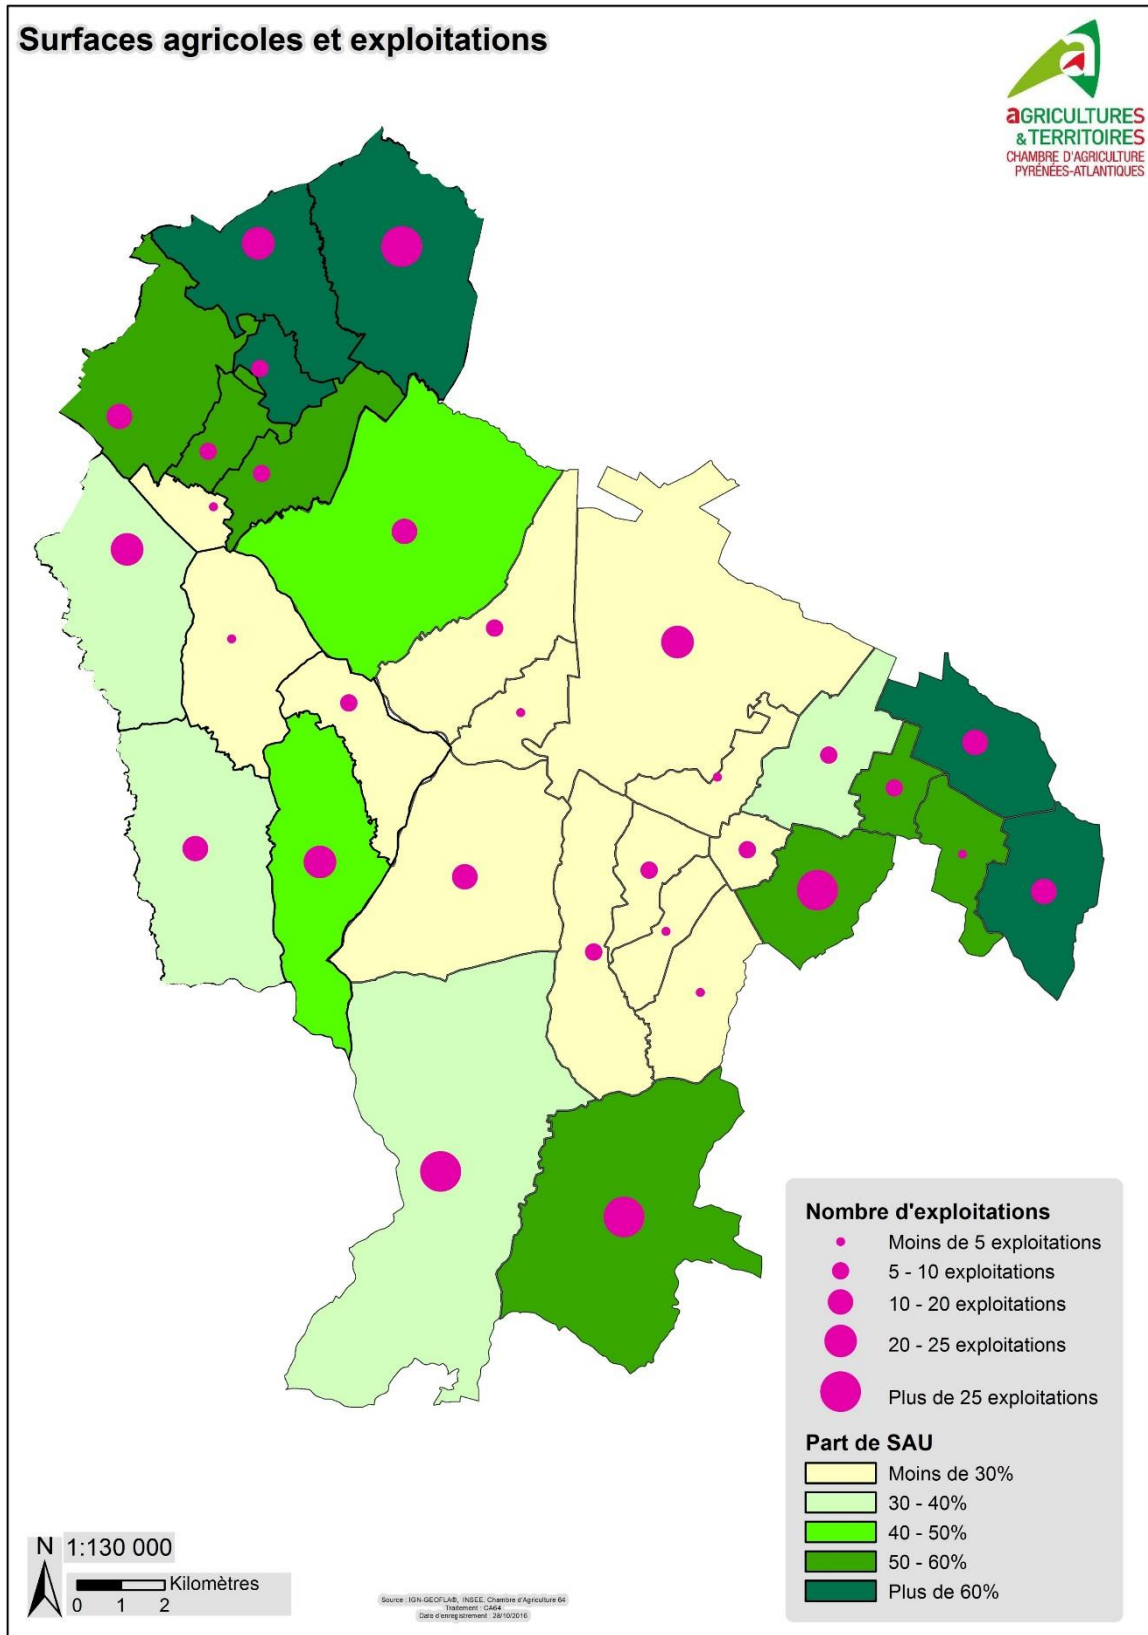 Surfaces agricoles et exploitations
a
aGRICULTURES
& TERRITOIRES
CHAMBRE D'AGRICULTURE
PYRÉNÉES-ATLANTIQUES
Nombre d'exploitations
Moins de 5 exploitations
5 - 10 exploitations
10 - 20 exploitations
20 - 25 exploitations
Plus de 25 exploitations
Part de SAU
Moins de 30%
30 - 40%
40 - 50%
50 - 60%
Plus de 60%
N
1:130 000
Kilomètres
0 1 2
Source : IGN-GEOFLA®, INSEE, Chambre d'Agriculture 64
Traitement : CA64
Date d'enregistrement : 28/10/2016